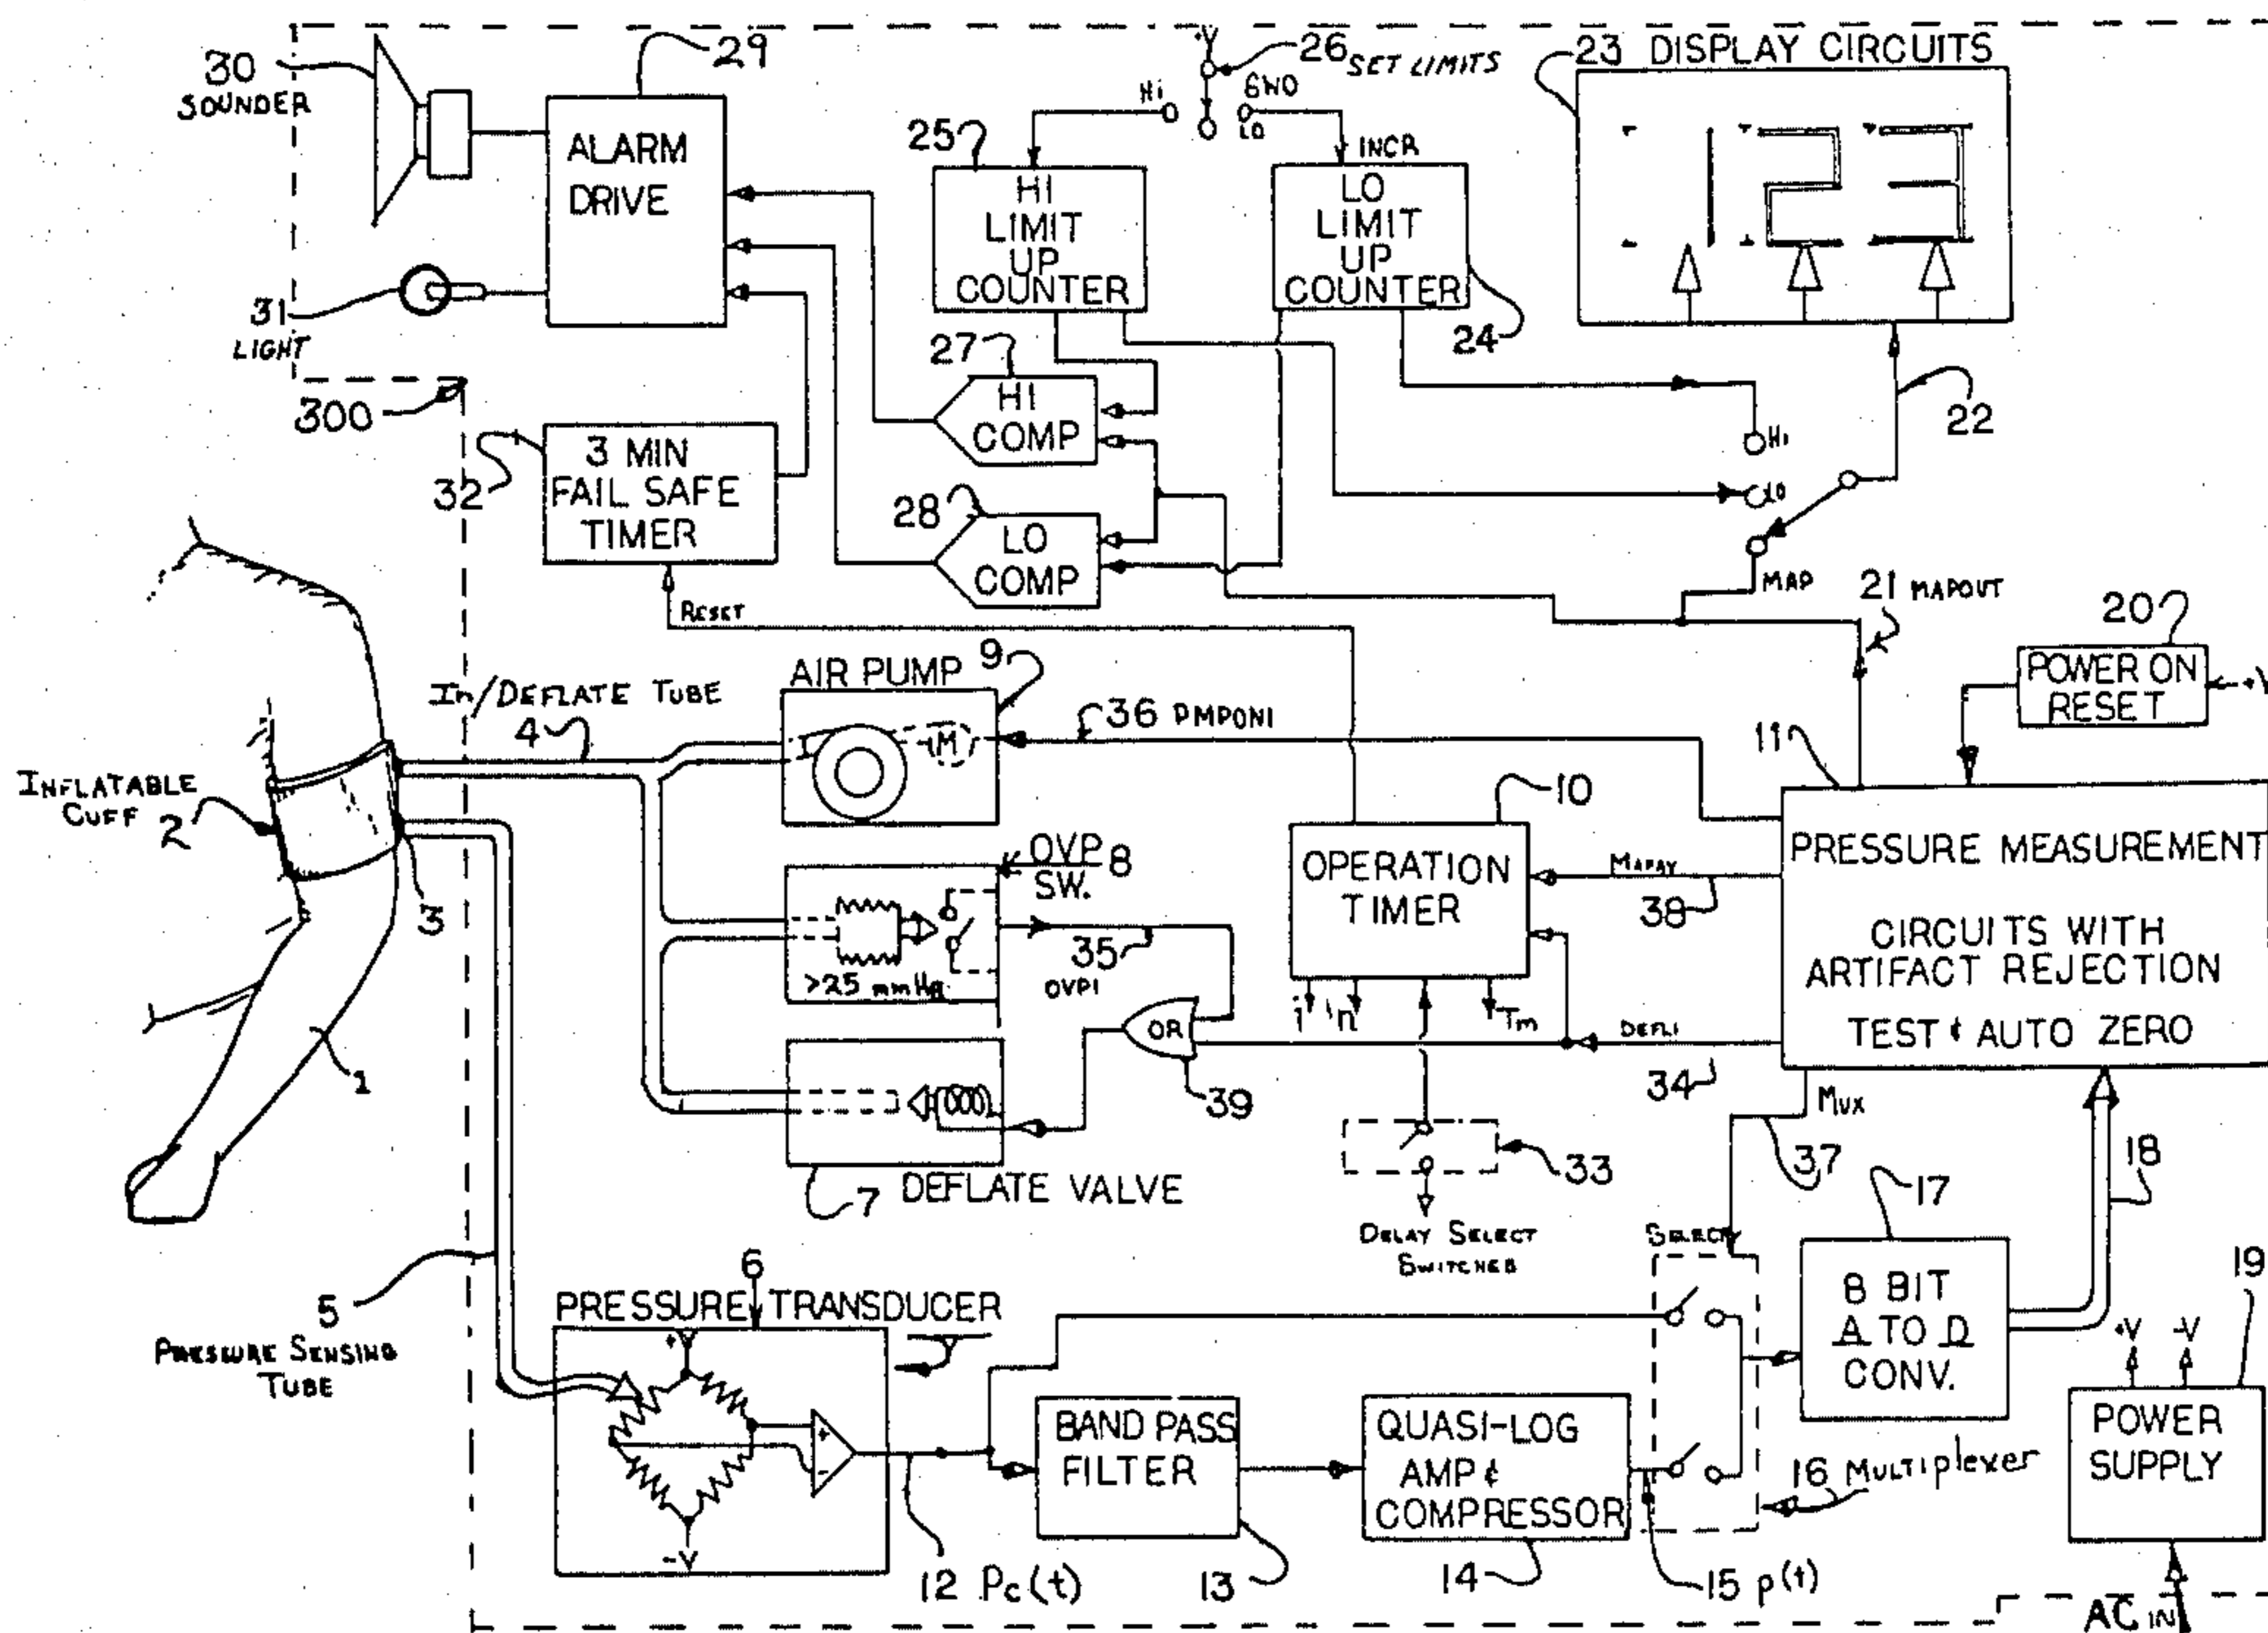 30
SOUNDER
29
ALARM
DRIVE
31
LIGHT
300
+V
26 SET LIMITS
Hi
GND
LO
25
HI
LIMIT
UP
COUNTER
INCR
LO
LIMIT
UP
COUNTER
24
23 DISPLAY CIRCUITS
123
22
27
HI
COMP
28
LO
COMP
Hi
LO
MAP
21 MAPOUT
32
3 MIN
FAIL SAFE
TIMER
RESET
20
POWER ON
RESET
+V
In/DEFLATE TUBE
4
AIR PUMP
9
M
36 PMPON1
INFLATABLE
CUFF 2
3
1
OVP 8
SW.
>25 mm Hg
35
OVP1
10
OPERATION
TIMER
i
n
Tm
38
11
PRESSURE MEASUREMENT
CIRCUITS WITH
ARTIFACT REJECTION
TEST & AUTO ZERO
OR
39
DEFL1
34
7 DEFLATE VALVE
33
DELAY SELECT
SWITCHES
MUX
37
18
17
8 BIT
A TO D
CONV.
SELECT
5
PRESSURE SENSING
TUBE
6
PRESSURE TRANSDUCER
+V
+
-
-V
12 Pc(t)
BAND PASS
FILTER
13
QUASI-LOG
AMP &
COMPRESSOR
14
15 p(t)
16 Multiplexer
19
+V
-V
POWER
SUPPLY
AC IN